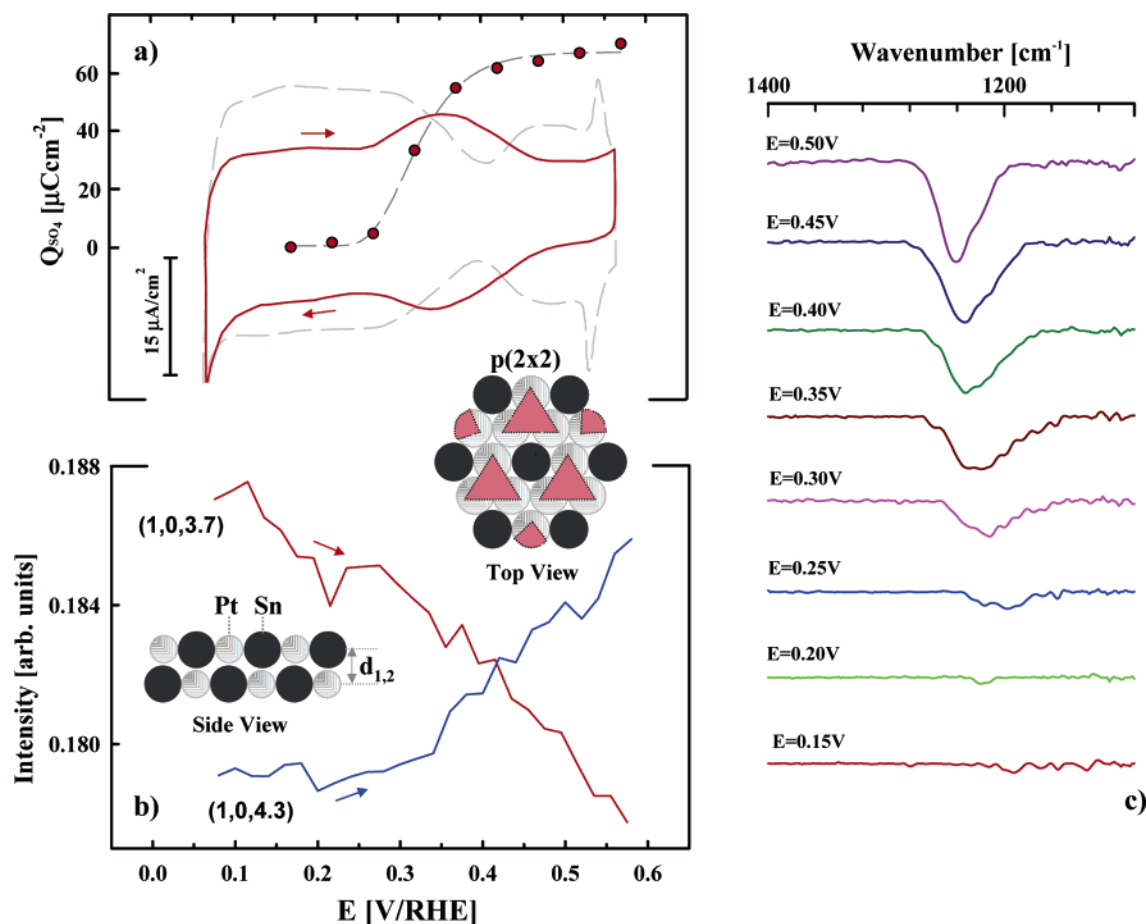 a)
Q_SO4 [μCcm⁻²]
60
40
20
0
15 μA/cm²
p(2x2)
Top View
(1,0,3.7)
Pt
Sn
d1,2
Side View
(1,0,4.3)
b)
Intensity [arb. units]
0.188
0.184
0.180
0.0 0.1 0.2 0.3 0.4 0.5 0.6
E [V/RHE]
Wavenumber [cm⁻¹]
1400 1200
E=0.50V
E=0.45V
E=0.40V
E=0.35V
E=0.30V
E=0.25V
E=0.20V
E=0.15V
c)